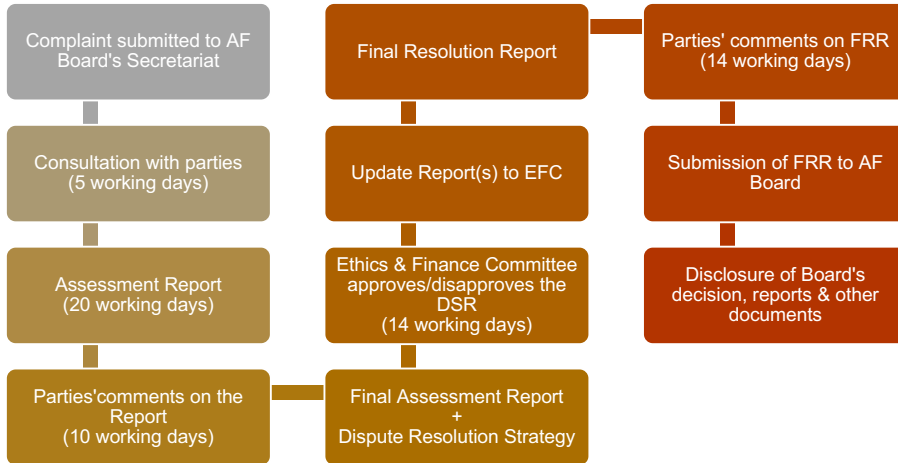 Complaint submitted to AF
Board's Secretariat
Consultation with parties
(5 working days)
Assessment Report
(20 working days)
Parties'comments on the
Report
(10 working days)
Final Assessment Report
+
Dispute Resolution Strategy
Ethics & Finance Committee
approves/disapproves the
DSR
(14 working days)
Update Report(s) to EFC
Final Resolution Report
Parties' comments on FRR
(14 working days)
Submission of FRR to AF
Board
Disclosure of Board's
decision, reports & other
documents